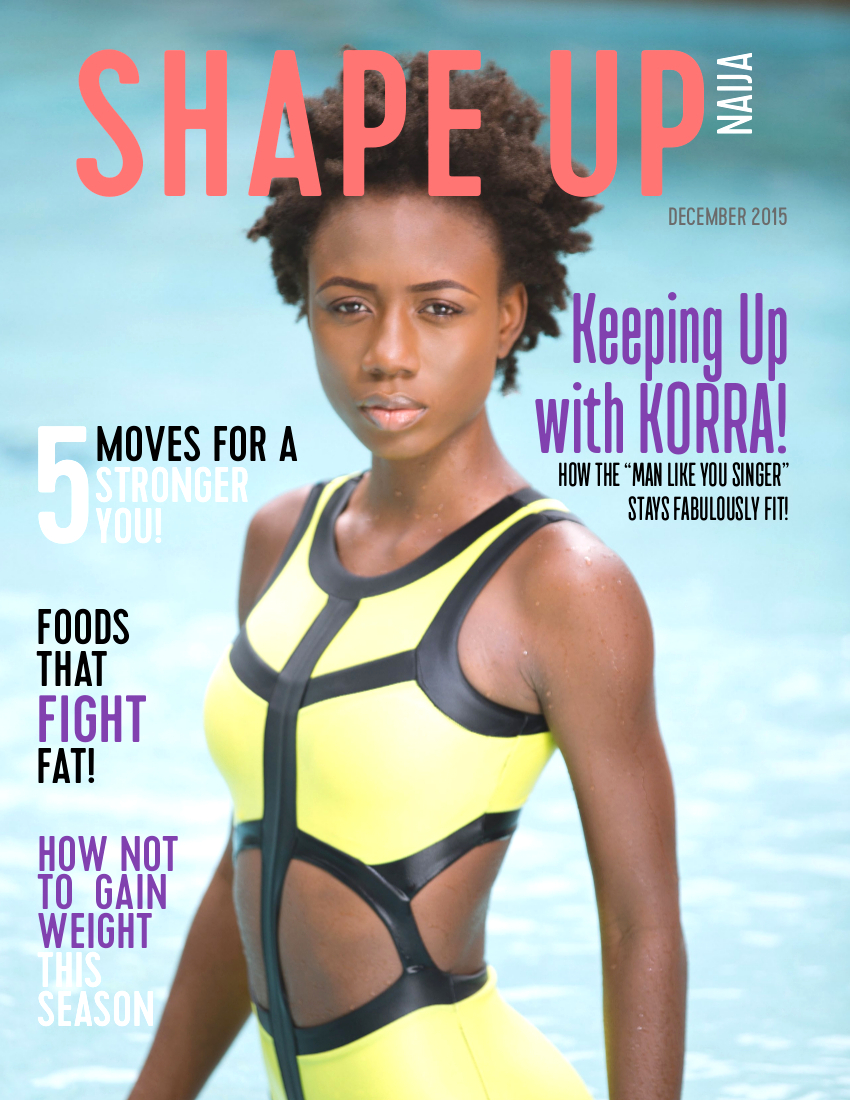 SHAPE UP NAIJA
DECEMBER 2015
Keeping Up
with KORRA!
HOW THE “MAN LIKE YOU SINGER”
STAYS FABULOUSLY FIT!
5 MOVES FOR A
STRONGER
YOU!
FOODS
THAT
FIGHT
FAT!
HOW NOT
TO GAIN
WEIGHT
THIS
SEASON